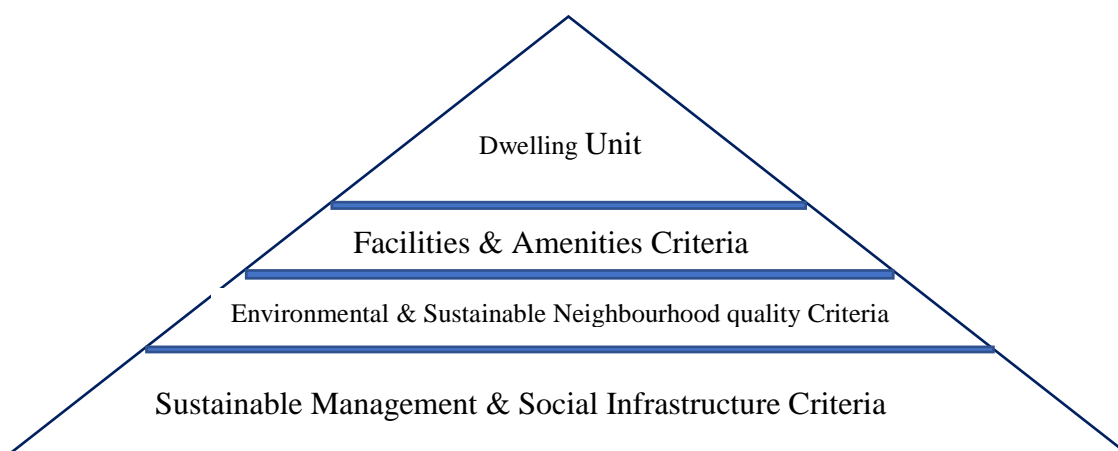 Dwelling Unit
Facilities & Amenities Criteria
Environmental & Sustainable Neighbourhood quality Criteria
Sustainable Management & Social Infrastructure Criteria